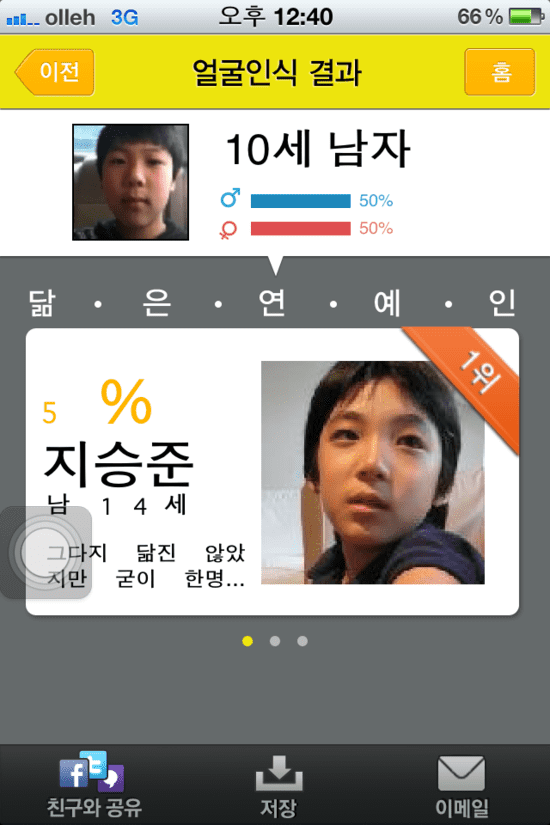 olleh 3G 오후 12:40 66%
이전 얼굴인식 결과 홈
10세 남자
50%
50%
닮 · 은 · 연 · 예 · 인
1위
5 %
지승준
남 14세
그다지 닮진 않았
지만 굳이 한명...
친구와 공유 저장 이메일